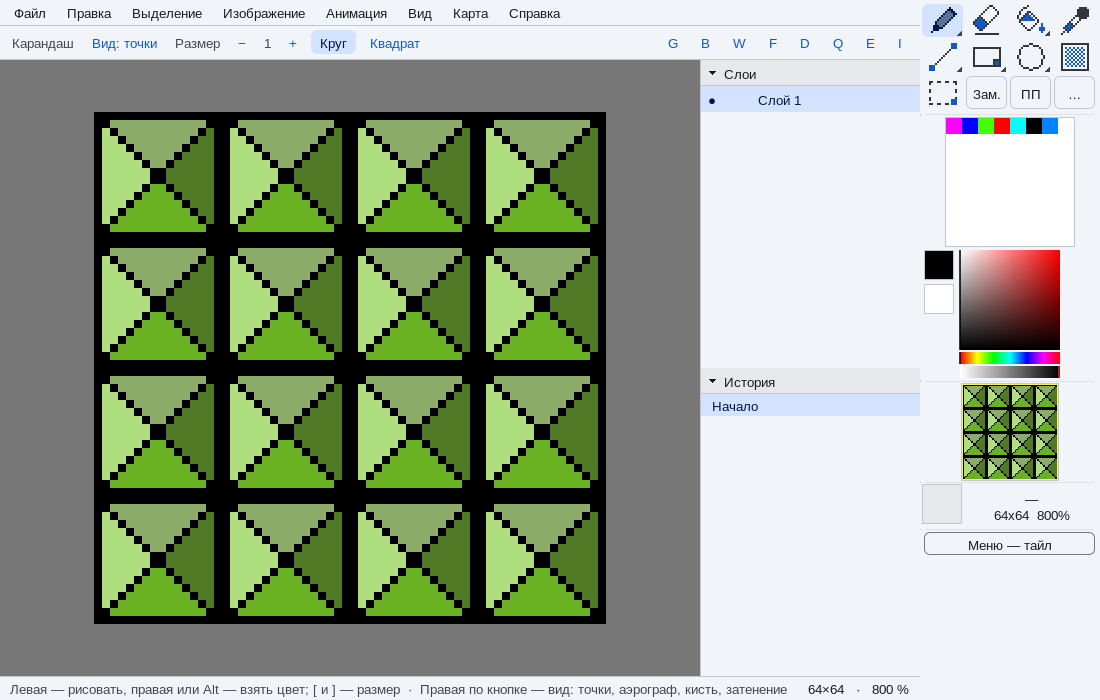 Файл Правка Выделение Изображение Анимация Вид Карта Справка
Карандаш Вид: точки Размер − 1 + Круг Квадрат G B W F D Q E I
Зам. ПП …
Слои
Слой 1
История
Начало
—
64x64 800%
Меню — тайл
Левая — рисовать, правая или Alt — взять цвет; [ и ] — размер · Правая по кнопке — вид: точки, аэрограф, кисть, затенение 64×64 · 800 %